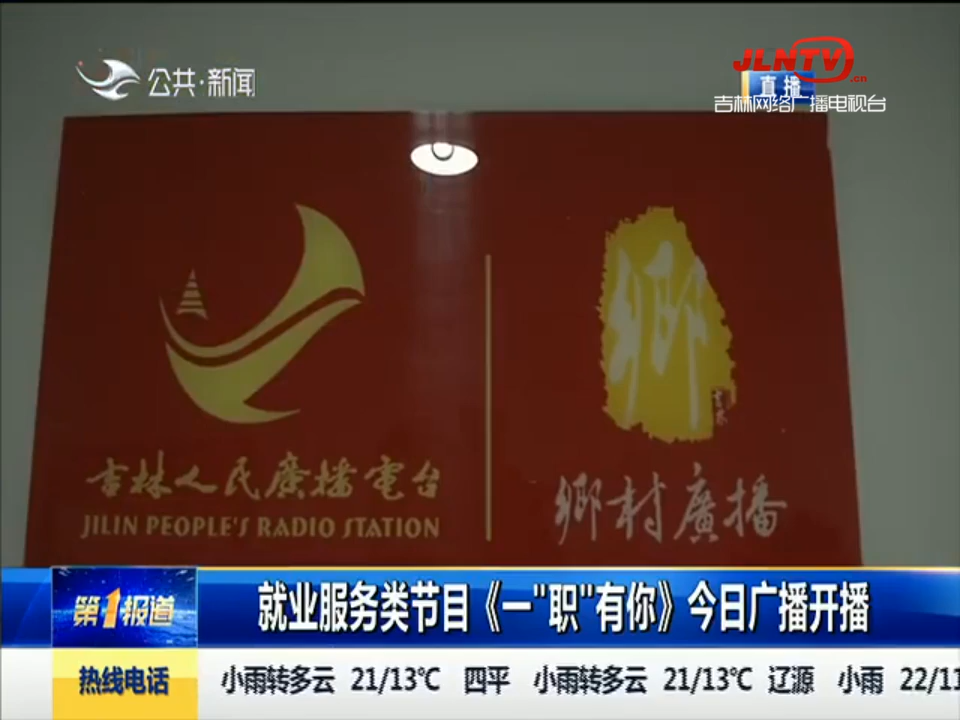 公共·新闻
JLNTV.cn
直播
吉林网络广播电视台
鄉
吉林
吉林人民廣播電台
JILIN PEOPLE'S RADIO STATION
鄉村廣播
第1报道
就业服务类节目《一"职"有你》今日广播开播
热线电话
小雨转多云 21/13℃ 四平 小雨转多云 21/13℃ 辽源 小雨 22/11